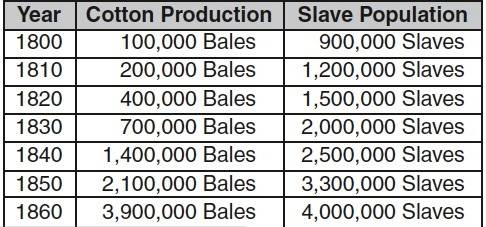 Year Cotton Production Slave Population
1800 100,000 Bales 900,000 Slaves
1810 200,000 Bales 1,200,000 Slaves
1820 400,000 Bales 1,500,000 Slaves
1830 700,000 Bales 2,000,000 Slaves
1840 1,400,000 Bales 2,500,000 Slaves
1850 2,100,000 Bales 3,300,000 Slaves
1860 3,900,000 Bales 4,000,000 Slaves